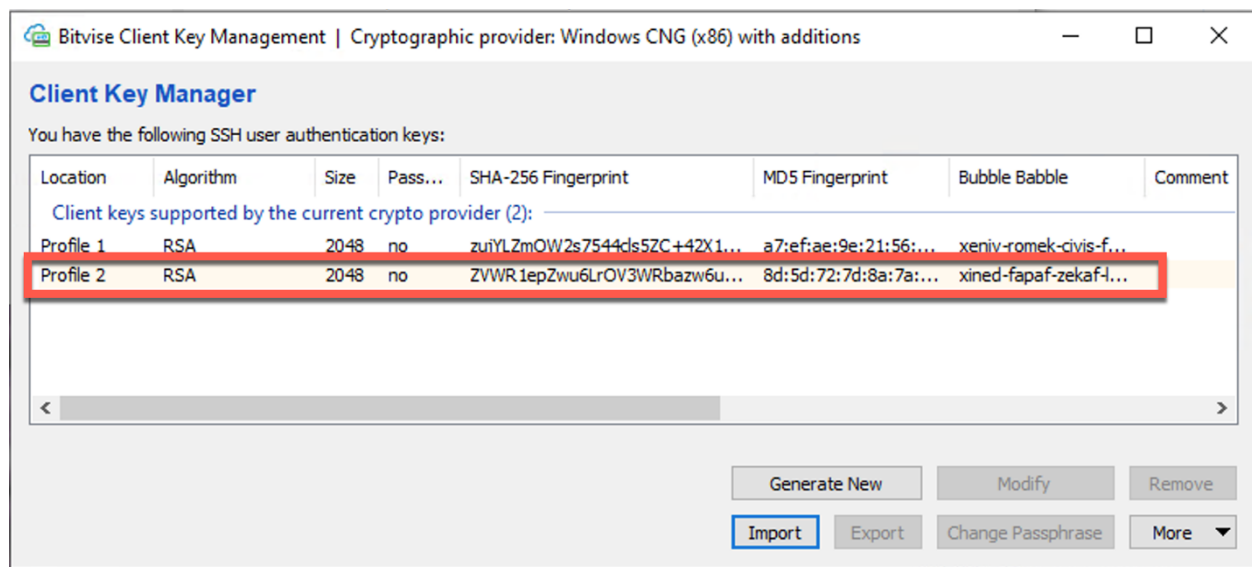 Bitvise Client Key Management | Cryptographic provider: Windows CNG (x86) with additions
Client Key Manager
You have the following SSH user authentication keys:
Location Algorithm Size Pass... SHA-256 Fingerprint MD5 Fingerprint Bubble Babble Comment
Client keys supported by the current crypto provider (2):
Profile 1 RSA 2048 no zuiYLZmOW2s7544cls5ZC+42X1... a7:ef:ae:9e:21:56:... xeniv-romek-civis-f...
Profile 2 RSA 2048 no ZVWR1epZwu6LrOV3WRbazw6u... 8d:5d:72:7d:8a:7a:... xined-fapaf-zekaf-l...
Generate New Modify Remove
Import Export Change Passphrase More